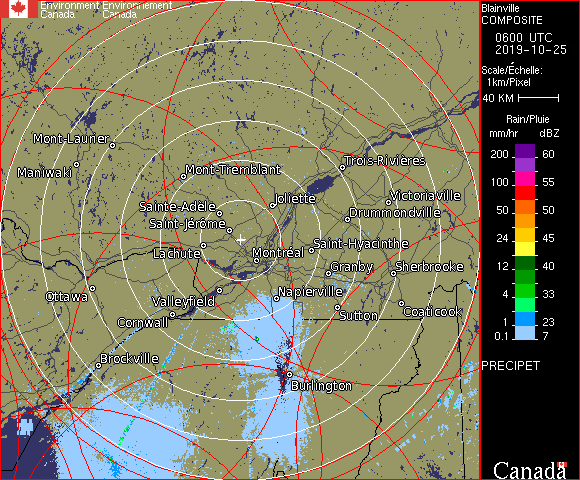 Environment Environnement
Canada Canada
Blainville
COMPOSITE
0600 UTC
2019-10-25
Scale/Échelle:
1km/Pixel
40 KM
Rain/Pluie
mm/hr dBZ
200 60
100 55
50 50
24 45
12 40
4 33
1 23
0.1 7
PRECIPET
Canada
Mont-Laurier
Maniwaki
Mont-Tremblant
Trois-Rivières
Joliette
Victoriaville
Sainte-Adèle
Drummondville
Saint-Jérôme
Lachute
Montréal
Saint-Hyacinthe
Granby
Sherbrooke
Ottawa
Valleyfield
Napierville
Cornwall
Sutton
Coaticook
Brockville
Burlington